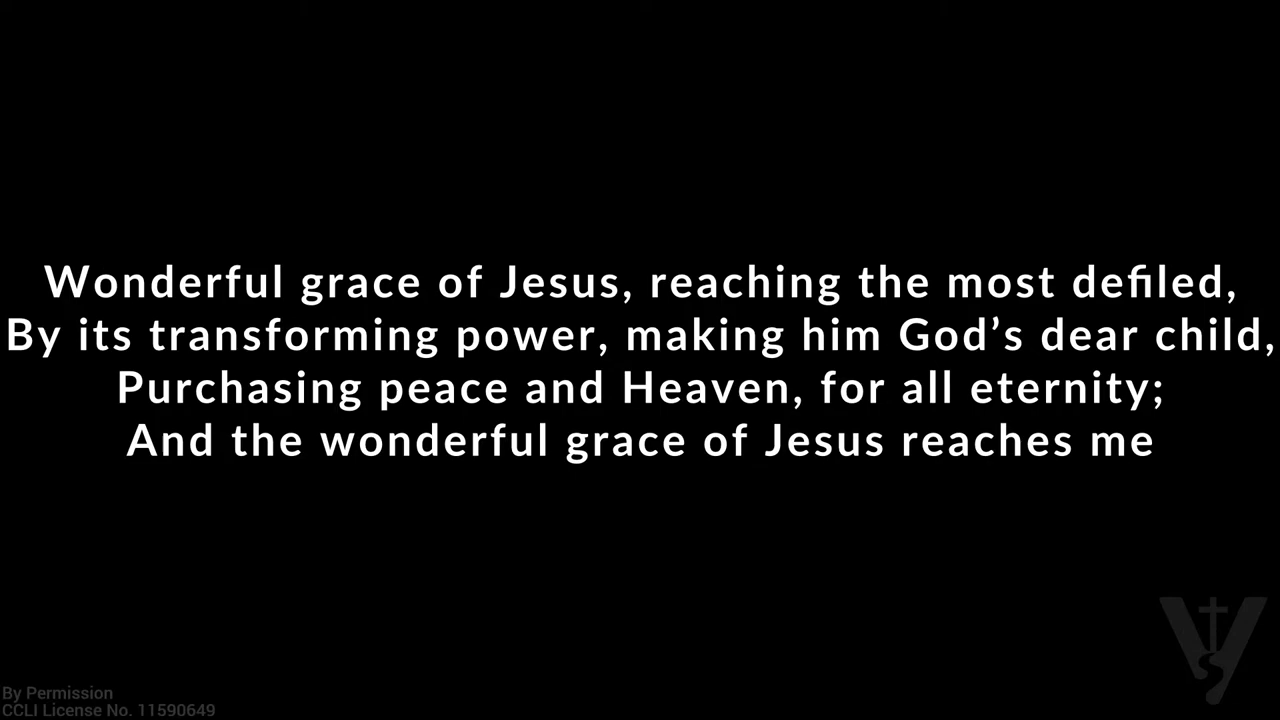 Wonderful grace of Jesus, reaching the most defiled,
By its transforming power, making him God’s dear child,
Purchasing peace and Heaven, for all eternity;
And the wonderful grace of Jesus reaches me
By Permission
CCLI License No. 11590649